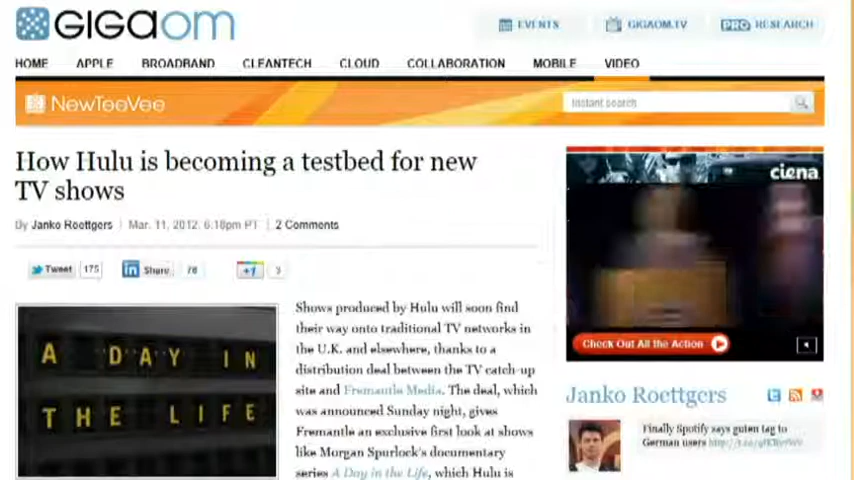 GIGAOM
EVENTS GIGAOM.TV PRO RESEARCH
HOME APPLE BROADBAND CLEANTECH CLOUD COLLABORATION MOBILE VIDEO
NewTeeVee
Instant search
How Hulu is becoming a testbed for new
TV shows
By Janko Roettgers | Mar. 11, 2012, 6:18pm PT | 2 Comments
Tweet 175 in Share 78 +1 3
A DAY IN
THE LIFE
Shows produced by Hulu will soon find
their way onto traditional TV networks in
the U.K. and elsewhere, thanks to a
distribution deal between the TV catch-up
site and Fremantle Media. The deal, which
was announced Sunday night, gives
Fremantle an exclusive first look at shows
like Morgan Spurlock's documentary
series A Day in the Life, which Hulu is
ciena
Check Out All the Action
Janko Roettgers
Finally Spotify says guten tag to
German users